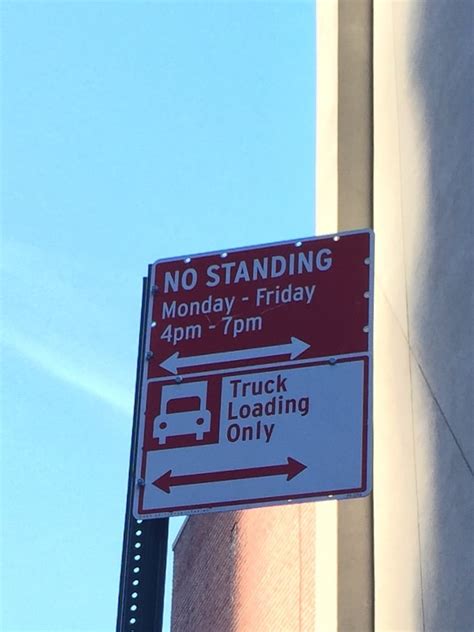 NO STANDING
Monday - Friday
4pm - 7pm
Truck
Loading
Only